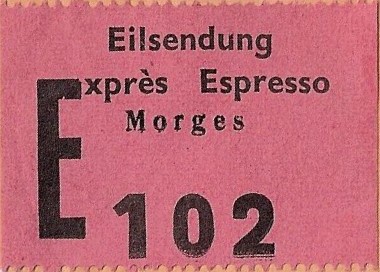 Eilsendung
Exprès Espresso
Morges
102